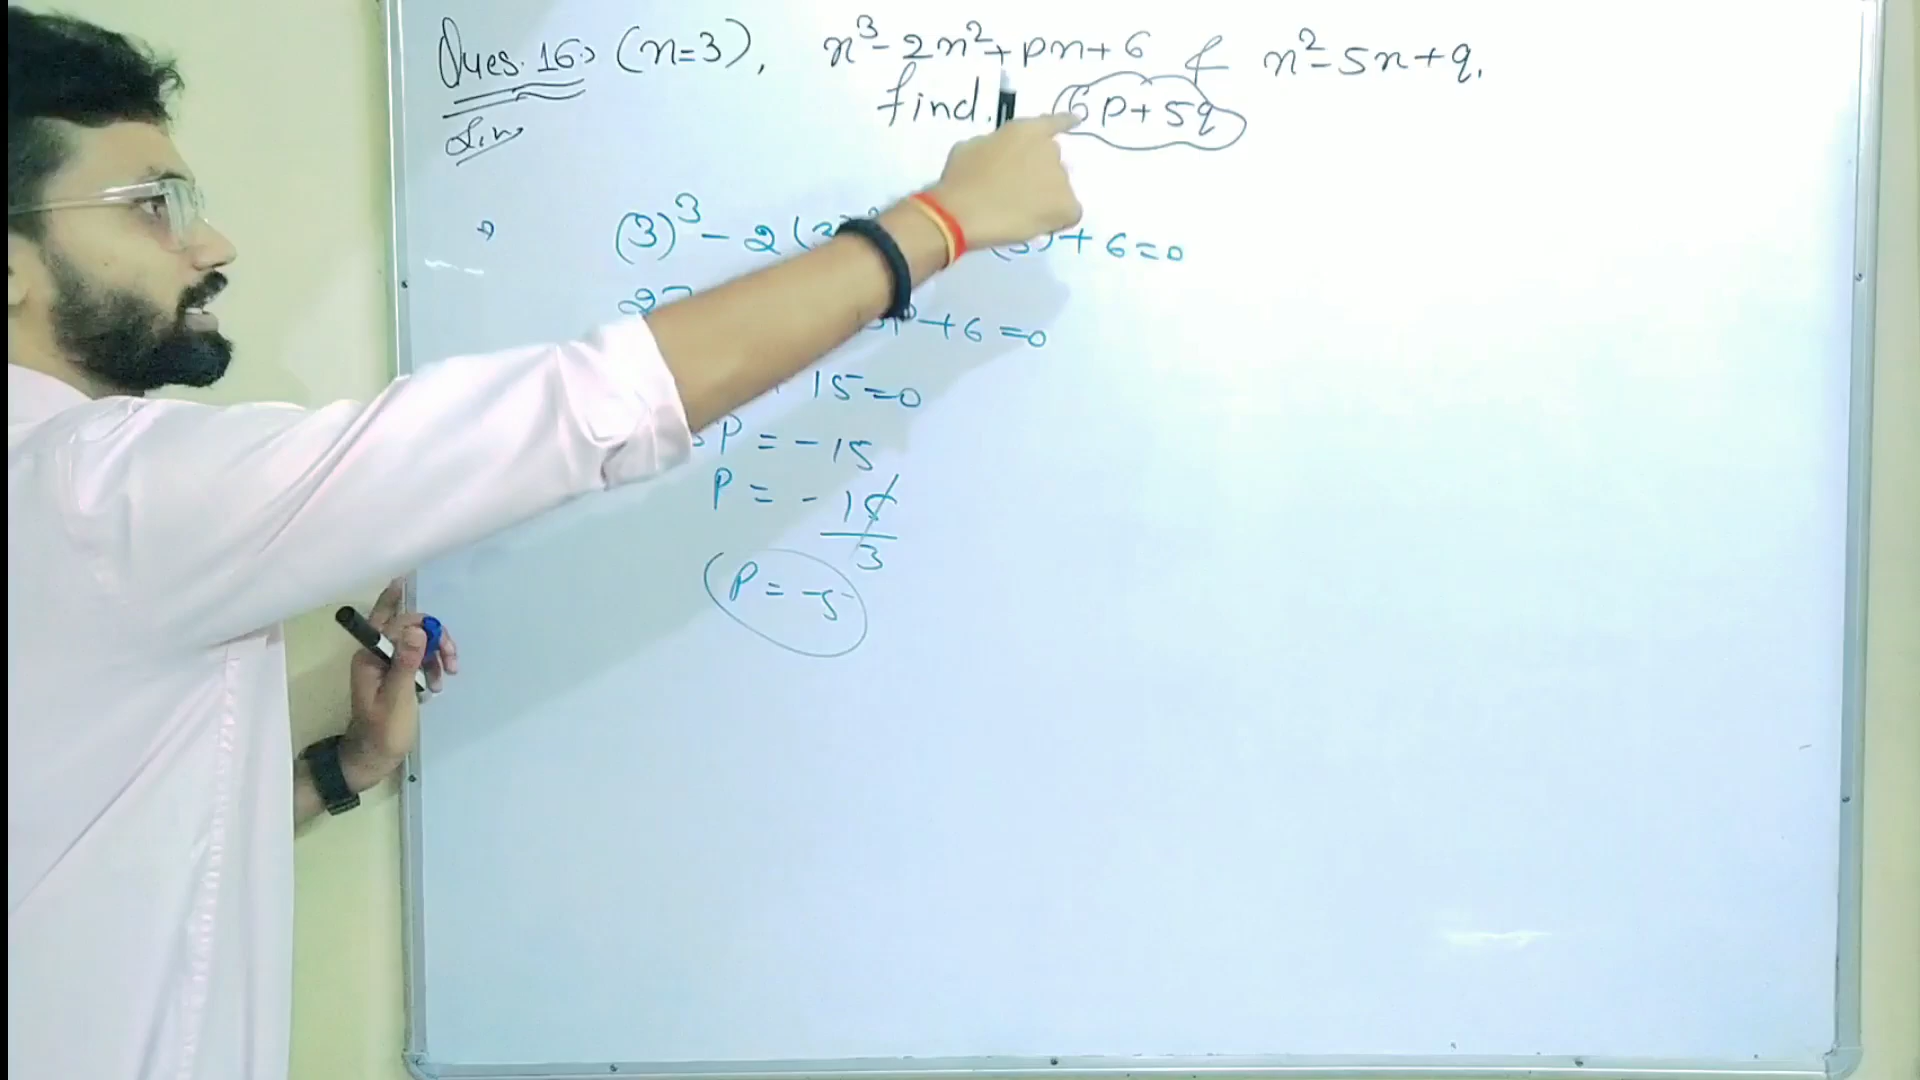 Ques. 16:> (x=3), x³-2x²+px+6 & x²-5x+q.
find. 6p+5q
Sol
(3)³-2(3) (3)+6=0
27 3P+6=0
15=0
3P = -15
P = -15/3
P = -5